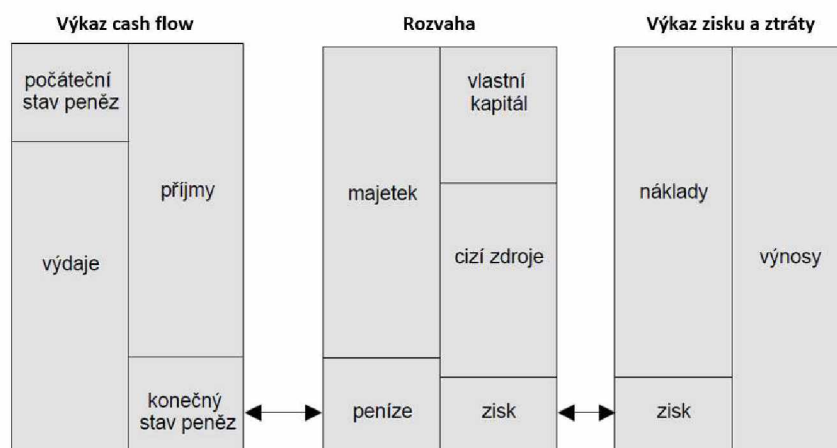 Výkaz cash flow
počáteční
stav peněz
výdaje
příjmy
konečný
stav peněz
Rozvaha
majetek
peníze
vlastní
kapitál
cizí zdroje
zisk
Výkaz zisku a ztráty
náklady
zisk
výnosy